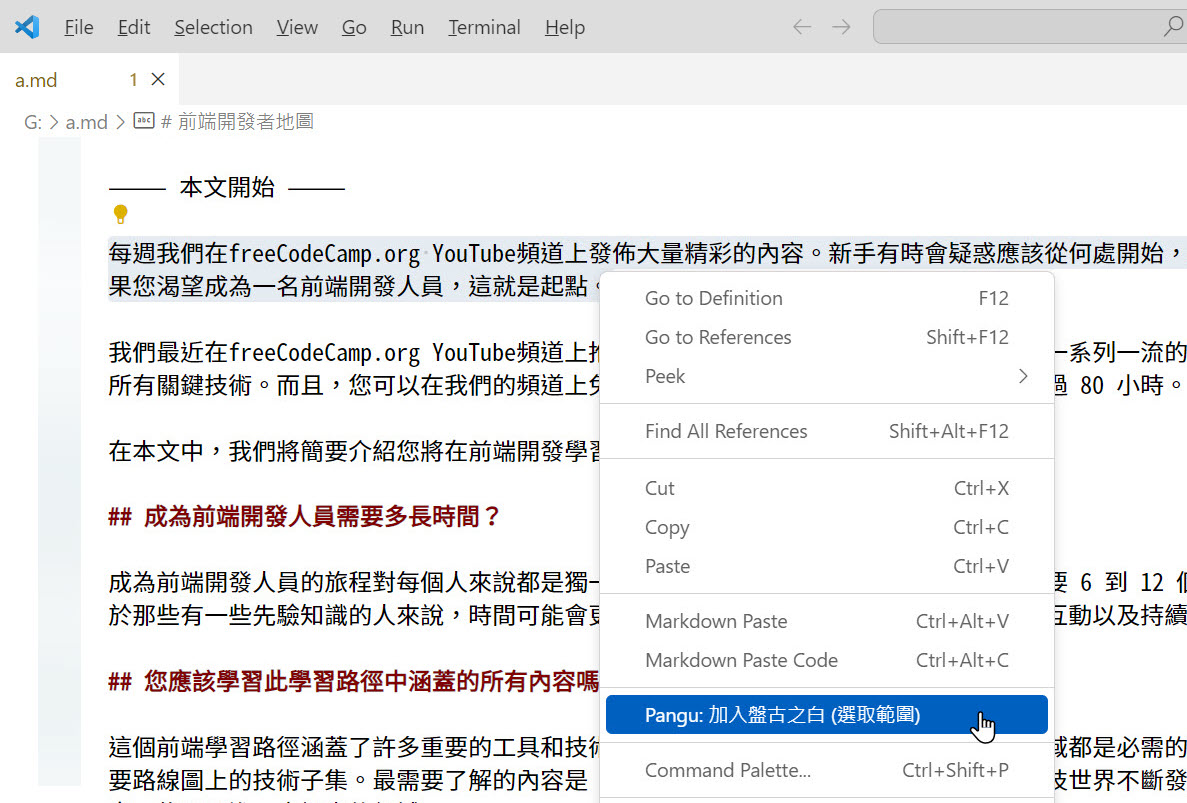 File Edit Selection View Go Run Terminal Help
a.md 1
G: > a.md > abc # 前端開發者地圖
——— 本文開始 ———
每週我們在freeCodeCamp.org YouTube頻道上發佈大量精彩的內容。新手有時會疑惑應該從何處開始，
果您渴望成為一名前端開發人員，這就是起點。
我們最近在freeCodeCamp.org YouTube頻道上推 一系列一流的
所有關鍵技術。而且，您可以在我們的頻道上免 過 80 小時。
在本文中，我們將簡要介紹您將在前端開發學習
## 成為前端開發人員需要多長時間？
成為前端開發人員的旅程對每個人來說都是獨一 要 6 到 12 個
於那些有一些先驗知識的人來說，時間可能會更 互動以及持續
## 您應該學習此學習路徑中涵蓋的所有內容嗎
這個前端學習路徑涵蓋了許多重要的工具和技術 域都是必需的
要路線圖上的技術子集。最需要了解的內容是 技世界不斷發
Go to Definition F12
Go to References Shift+F12
Peek
Find All References Shift+Alt+F12
Cut Ctrl+X
Copy Ctrl+C
Paste Ctrl+V
Markdown Paste Ctrl+Alt+V
Markdown Paste Code Ctrl+Alt+C
Pangu: 加入盤古之白 (選取範圍)
Command Palette... Ctrl+Shift+P